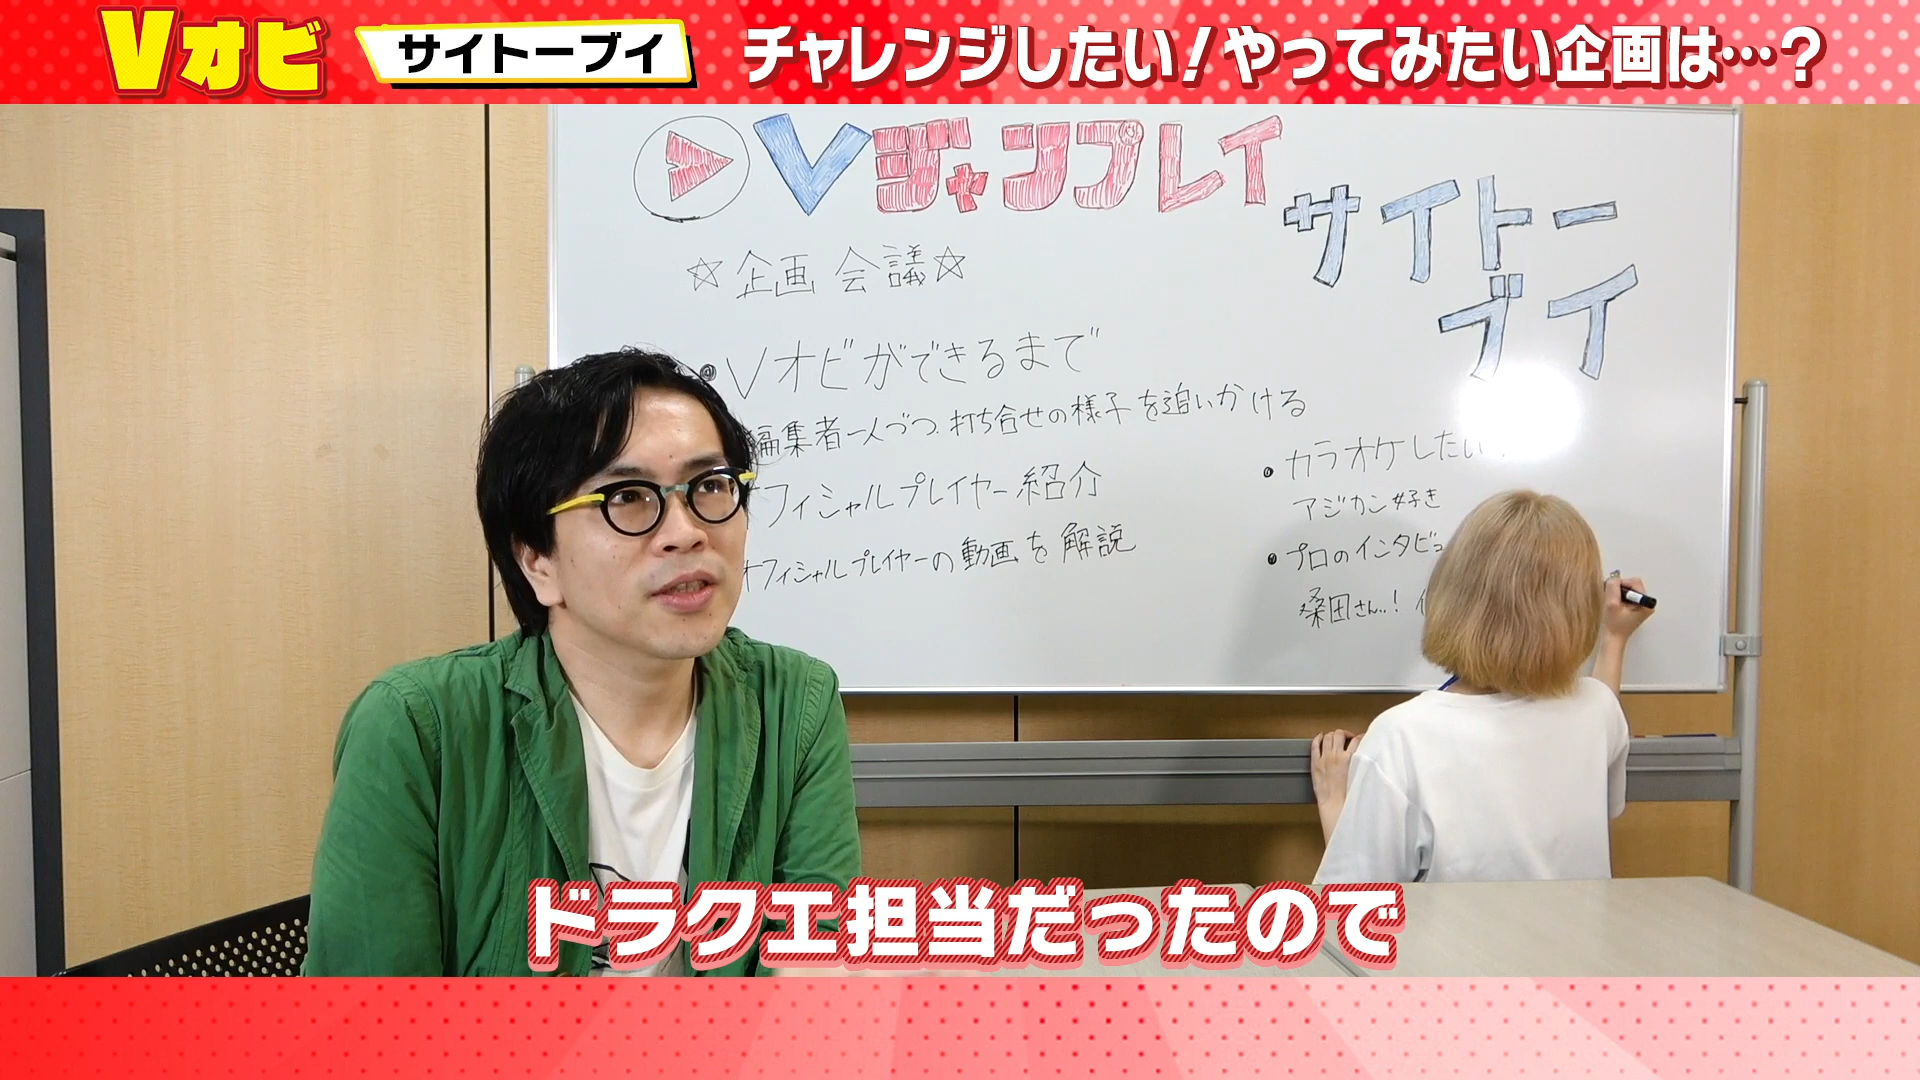 Vオビ
サイトーブイ
チャレンジしたい!やってみたい企画は…?
Vジャンプレイ
サイトー
ブイ
☆企画会議☆
Vオビができるまで
編集者一人づつ、打ち合せの様子を追いかける
フィシャルプレイヤー紹介
オフィシャルプレイヤーの動画を解説
・カラオケしたい
アジカン好き
・プロのインタビュ
桑田さん…!
ドラクエ担当だったので